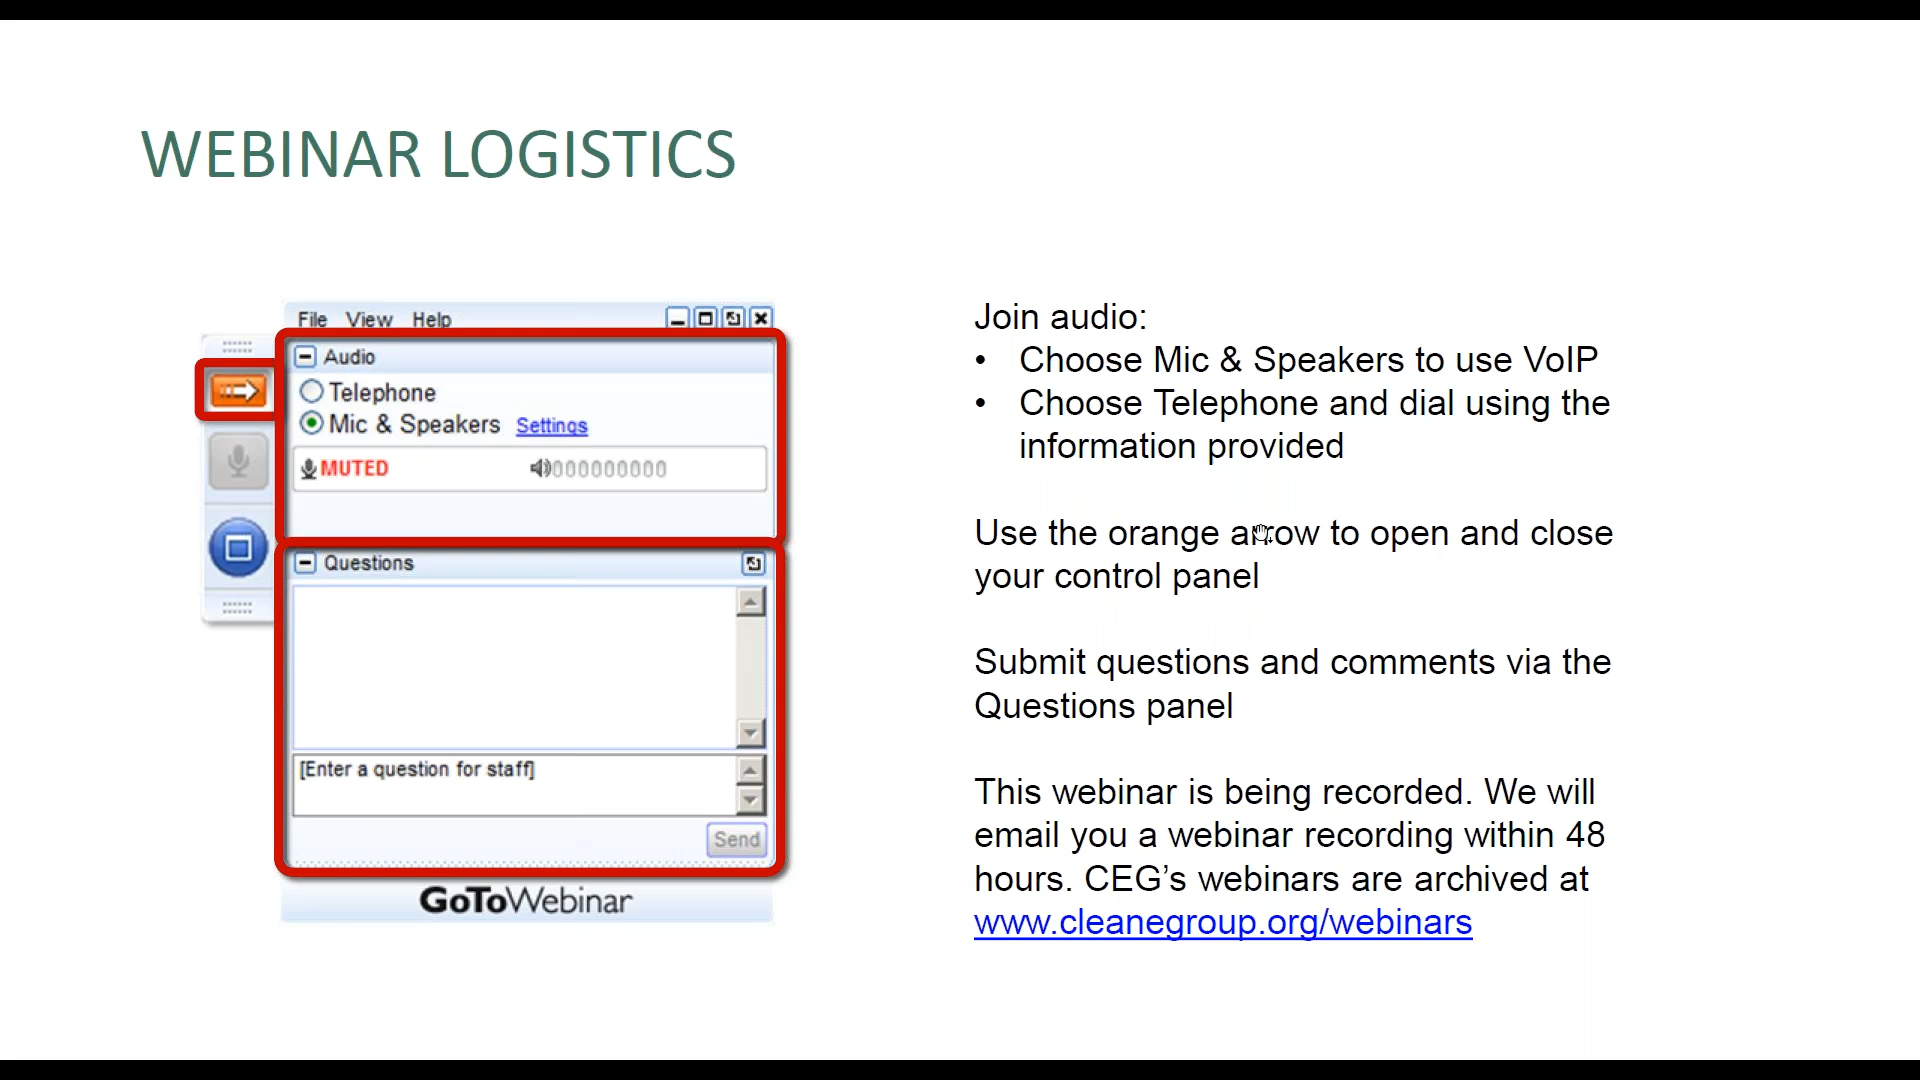 WEBINAR LOGISTICS
File View Help
Audio
Telephone
Mic & Speakers Settings
MUTED 000000000
Questions
[Enter a question for staff]
Send
GoToWebinar
Join audio:
• Choose Mic & Speakers to use VoIP
• Choose Telephone and dial using the
information provided
Use the orange arrow to open and close
your control panel
Submit questions and comments via the
Questions panel
This webinar is being recorded. We will
email you a webinar recording within 48
hours. CEG’s webinars are archived at
www.cleanegroup.org/webinars